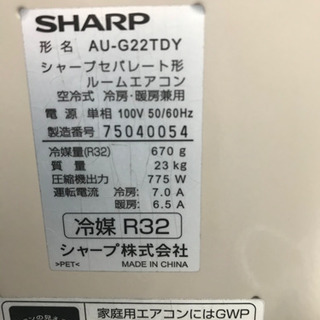 SHARP
形 名 AU-G22TDY
シャープセパレート形
ルームエアコン
空冷式 冷房・暖房兼用
電 源 単相 100V 50/60Hz
製造番号 75040054
冷媒量(R32) 670 g
質 量 23 kg
圧縮機出力 775 W
運転電流 冷房: 7.0 A
暖房: 6.5 A
冷媒 R32
シャープ株式会社
>PET< MADE IN CHINA
家庭用エアコンにはGWP